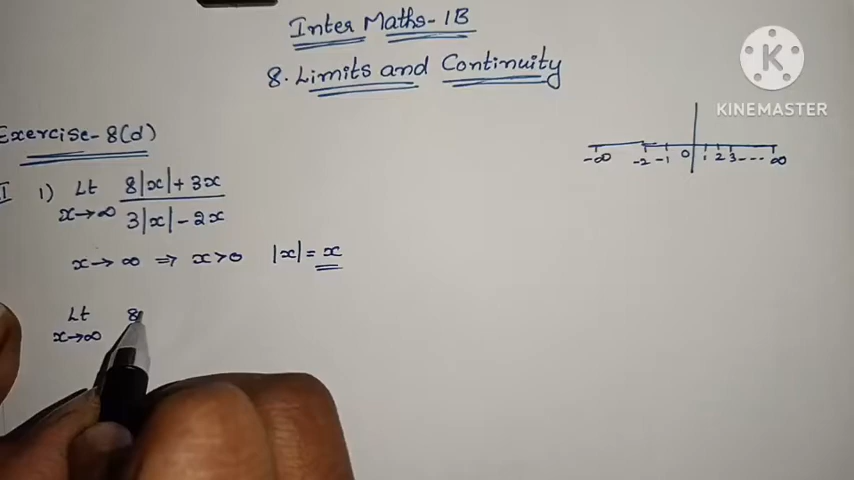 Inter Maths-1B
8. Limits and Continuity
KINEMASTER
Exercise-8(d)
-∞ -2 -1 0 1 2 3 --- ∞
I 1) Lt x→∞ 8|x|+3x / 3|x|-2x
x→∞ ⇒ x>0 |x|=x
Lt x→∞ 8